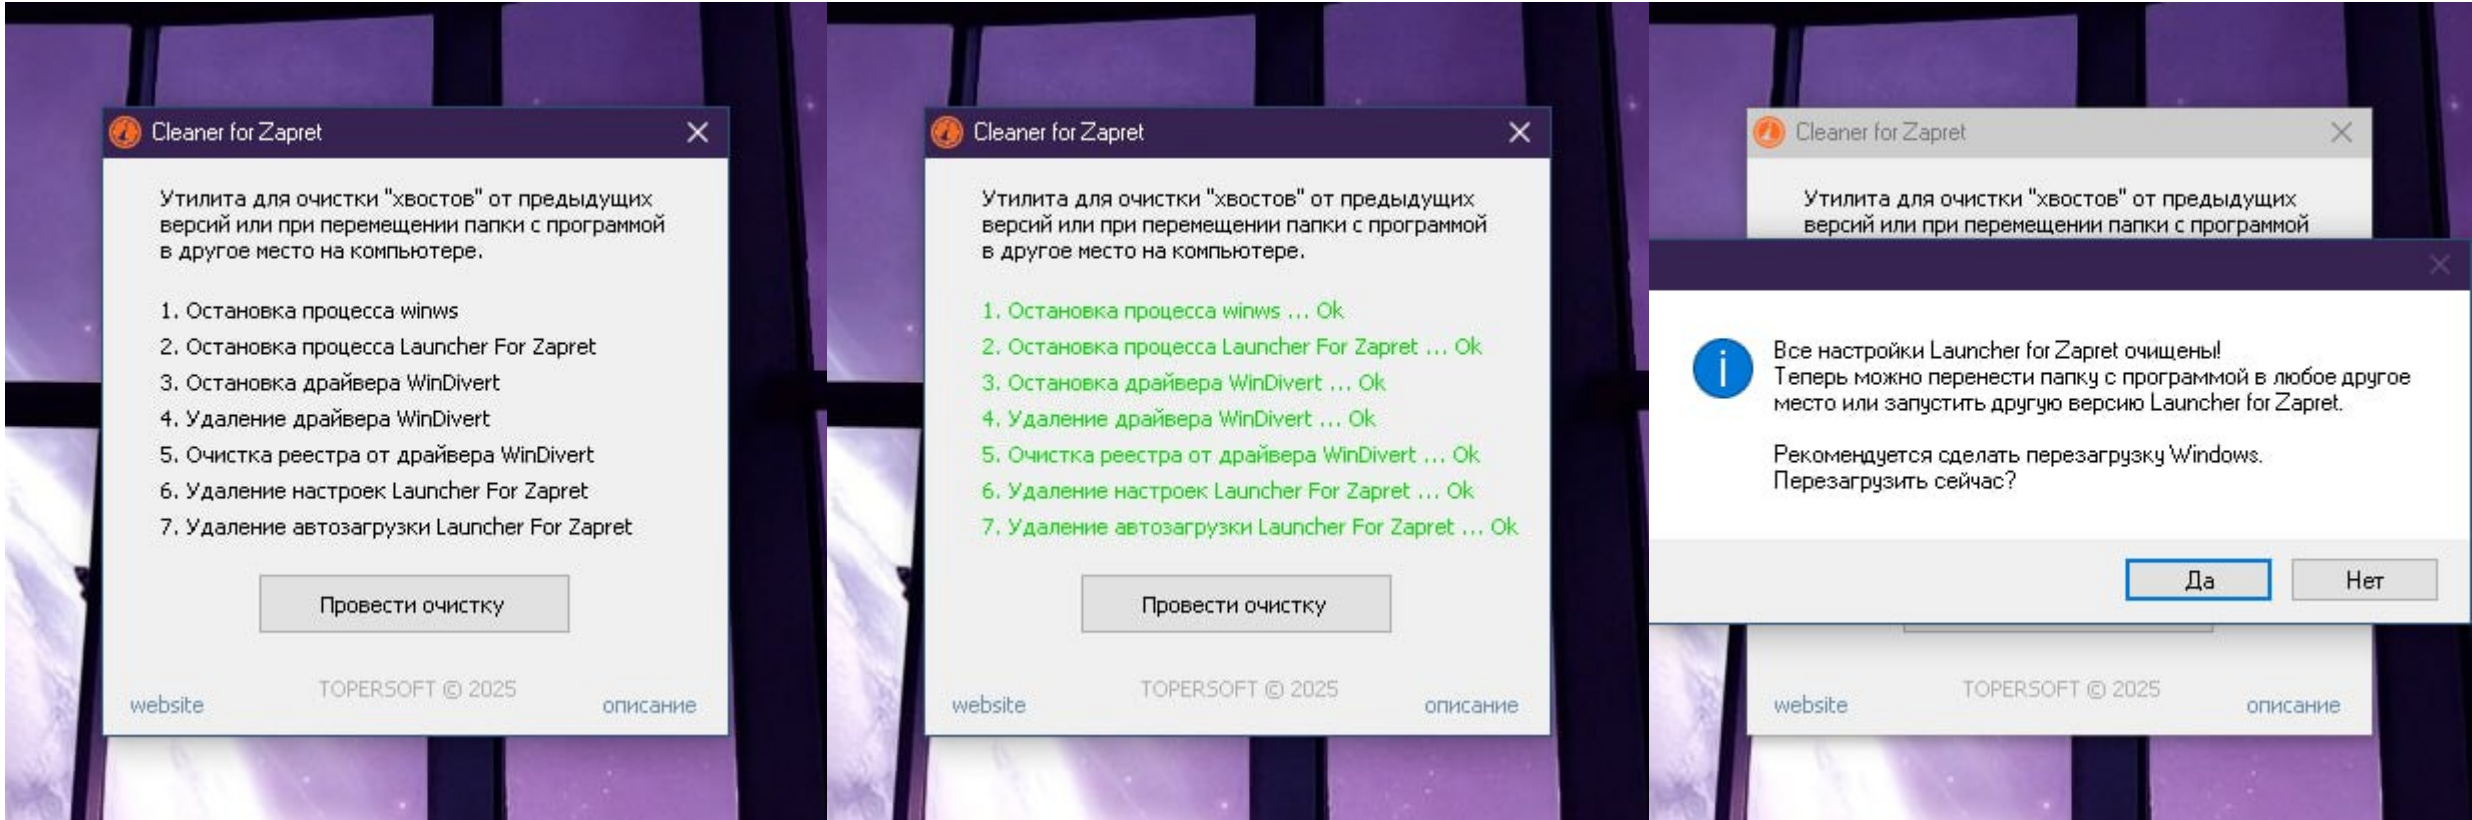 Cleaner for Zapret
Утилита для очистки "хвостов" от предыдущих
версий или при перемещении папки с программой
в другое место на компьютере.
1. Остановка процесса winws
2. Остановка процесса Launcher For Zapret
3. Остановка драйвера WinDivert
4. Удаление драйвера WinDivert
5. Очистка реестра от драйвера WinDivert
6. Удаление настроек Launcher For Zapret
7. Удаление автозагрузки Launcher For Zapret
Провести очистку
TOPERSOFT © 2025
website
описание
Cleaner for Zapret
Утилита для очистки "хвостов" от предыдущих
версий или при перемещении папки с программой
в другое место на компьютере.
1. Остановка процесса winws ... Ok
2. Остановка процесса Launcher For Zapret ... Ok
3. Остановка драйвера WinDivert ... Ok
4. Удаление драйвера WinDivert ... Ok
5. Очистка реестра от драйвера WinDivert ... Ok
6. Удаление настроек Launcher For Zapret ... Ok
7. Удаление автозагрузки Launcher For Zapret ... Ok
Провести очистку
TOPERSOFT © 2025
website
описание
Cleaner for Zapret
Утилита для очистки "хвостов" от предыдущих
версий или при перемещении папки с программой
Все настройки Launcher for Zapret очищены!
Теперь можно перенести папку с программой в любое другое
место или запустить другую версию Launcher for Zapret.
Рекомендуется сделать перезагрузку Windows.
Перезагрузить сейчас?
Да
Нет
TOPERSOFT © 2025
website
описание